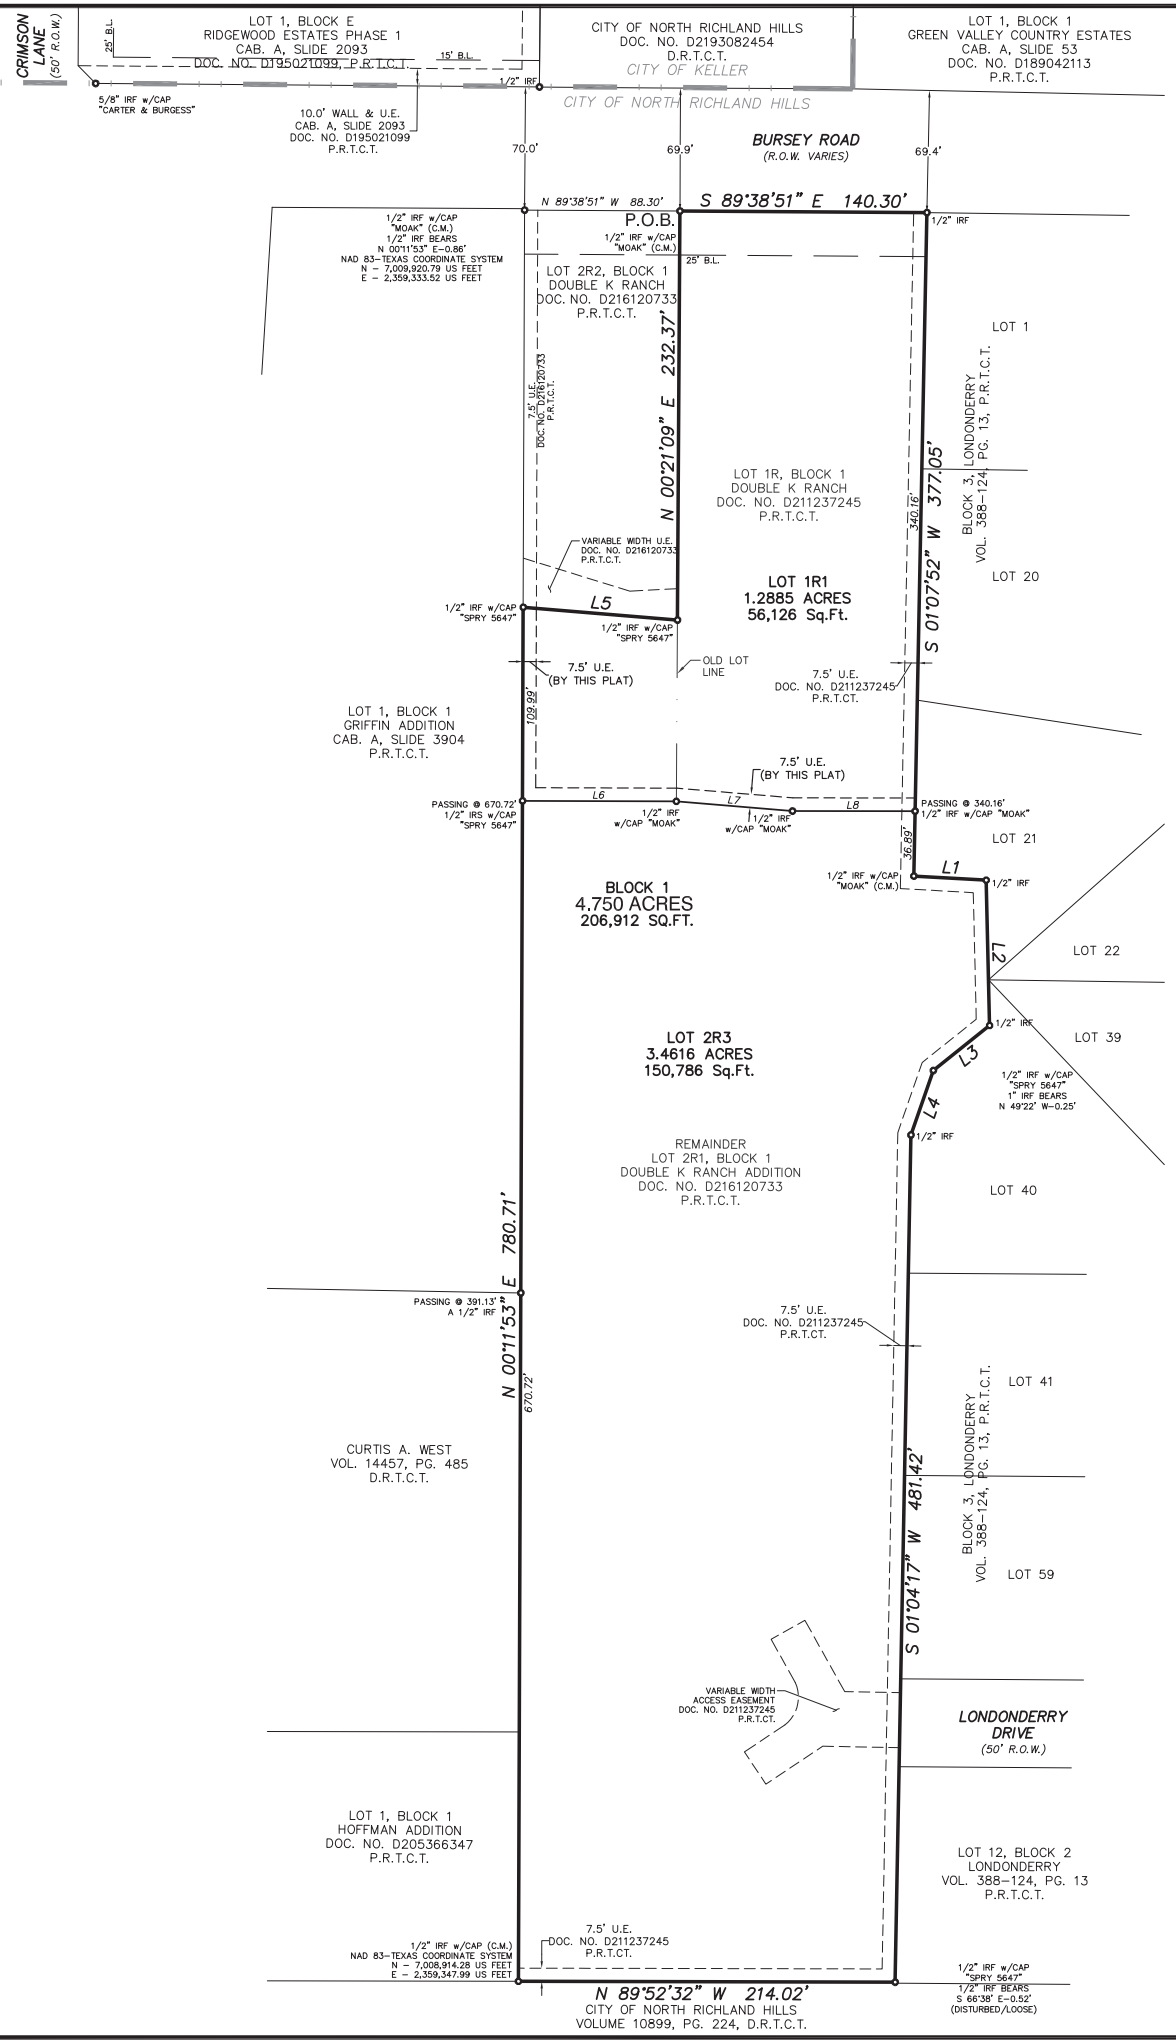 CRIMSON
LANE
(50' R.O.W.)
25' B.L.
LOT 1, BLOCK E
RIDGEWOOD ESTATES PHASE 1
CAB. A, SLIDE 2093
DOC. NO. D195021099, P.R.T.C.T.
15' B.L.
CITY OF NORTH RICHLAND HILLS
DOC. NO. D2193082454
D.R.T.C.T.
CITY OF KELLER
LOT 1, BLOCK 1
GREEN VALLEY COUNTRY ESTATES
CAB. A, SLIDE 53
DOC. NO. D189042113
P.R.T.C.T.
1/2" IRF
5/8" IRF w/CAP
"CARTER & BURGESS"
CITY OF NORTH RICHLAND HILLS
10.0' WALL & U.E.
CAB. A, SLIDE 2093
DOC. NO. D195021099
P.R.T.C.T.
BURSEY ROAD
(R.O.W. VARIES)
70.0'
69.9'
69.4'
N 89°38'51" W 88.30'
S 89°38'51" E 140.30'
P.O.B.
1/2" IRF w/CAP
"MOAK" (C.M.)
1/2" IRF
1/2" IRF w/CAP
"MOAK" (C.M.)
1/2" IRF BEARS
N 00°11'53" E-0.86'
NAD 83-TEXAS COORDINATE SYSTEM
N - 7,009,920.79 US FEET
E - 2,359,333.52 US FEET
25' B.L.
LOT 2R2, BLOCK 1
DOUBLE K RANCH
DOC. NO. D216120733
P.R.T.C.T.
N 00°21'09" E 232.37'
7.5' U.E.
DOC. NO. D216120733
P.R.T.C.T.
LOT 1
BLOCK 3, LONDONDERRY
VOL. 388-124, PG. 13, P.R.T.C.T.
LOT 1R, BLOCK 1
DOUBLE K RANCH
DOC. NO. D211237245
P.R.T.C.T.
340.16'
S 01°07'52" W 377.05'
VARIABLE WIDTH U.E.
DOC. NO. D216120733
P.R.T.C.T.
LOT 20
LOT 1R1
1.2885 ACRES
56,126 Sq.Ft.
1/2" IRF w/CAP
"SPRY 5647"
L5
1/2" IRF w/CAP
"SPRY 5647"
OLD LOT
LINE
7.5' U.E.
(BY THIS PLAT)
7.5' U.E.
DOC. NO. D211237245
P.R.T.CT.
109.99'
LOT 1, BLOCK 1
GRIFFIN ADDITION
CAB. A, SLIDE 3904
P.R.T.C.T.
7.5' U.E.
(BY THIS PLAT)
PASSING @ 670.72'
1/2" IRS w/CAP
"SPRY 5647"
L6
L7
L8
1/2" IRF
w/CAP "MOAK"
1/2" IRF
w/CAP "MOAK"
PASSING @ 340.16'
1/2" IRF w/CAP "MOAK"
36.89'
LOT 21
1/2" IRF w/CAP
"MOAK" (C.M.)
L1
1/2" IRF
BLOCK 1
4.750 ACRES
206,912 SQ.FT.
L2
LOT 22
1/2" IRF
LOT 39
LOT 2R3
3.4616 ACRES
150,786 Sq.Ft.
L3
1/2" IRF w/CAP
"SPRY 5647"
1" IRF BEARS
N 49°22' W-0.25'
L4
1/2" IRF
REMAINDER
LOT 2R1, BLOCK 1
DOUBLE K RANCH ADDITION
DOC. NO. D216120733
P.R.T.C.T.
LOT 40
N 00°11'53" E 780.71'
PASSING @ 391.13'
A 1/2" IRF
670.72'
7.5' U.E.
DOC. NO. D211237245
P.R.T.CT.
LOT 41
BLOCK 3, LONDONDERRY
VOL. 388-124, PG. 13, P.R.T.C.T.
CURTIS A. WEST
VOL. 14457, PG. 485
D.R.T.C.T.
S 01°04'17" W 481.42'
LOT 59
VARIABLE WIDTH
ACCESS EASEMENT
DOC. NO. D211237245
P.R.T.CT.
LONDONDERRY
DRIVE
(50' R.O.W.)
LOT 1, BLOCK 1
HOFFMAN ADDITION
DOC. NO. D205366347
P.R.T.C.T.
LOT 12, BLOCK 2
LONDONDERRY
VOL. 388-124, PG. 13
P.R.T.C.T.
7.5' U.E.
DOC. NO. D211237245
P.R.T.CT.
1/2" IRF w/CAP (C.M.)
NAD 83-TEXAS COORDINATE SYSTEM
N - 7,008,914.28 US FEET
E - 2,359,347.99 US FEET
1/2" IRF w/CAP
"SPRY 5647"
1/2" IRF BEARS
S 66°38' E-0.52'
(DISTURBED/LOOSE)
N 89°52'32" W 214.02'
CITY OF NORTH RICHLAND HILLS
VOLUME 10899, PG. 224, D.R.T.C.T.